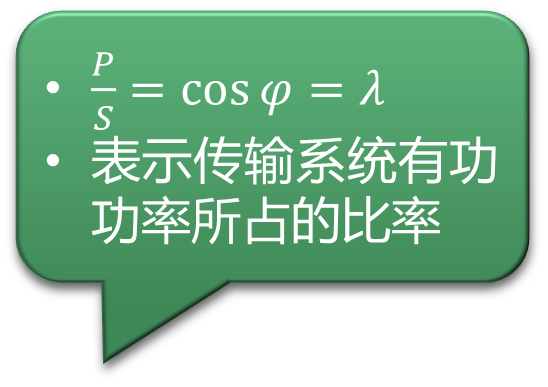 • P/S = cos φ = λ
• 表示传输系统有功
功率所占的比率